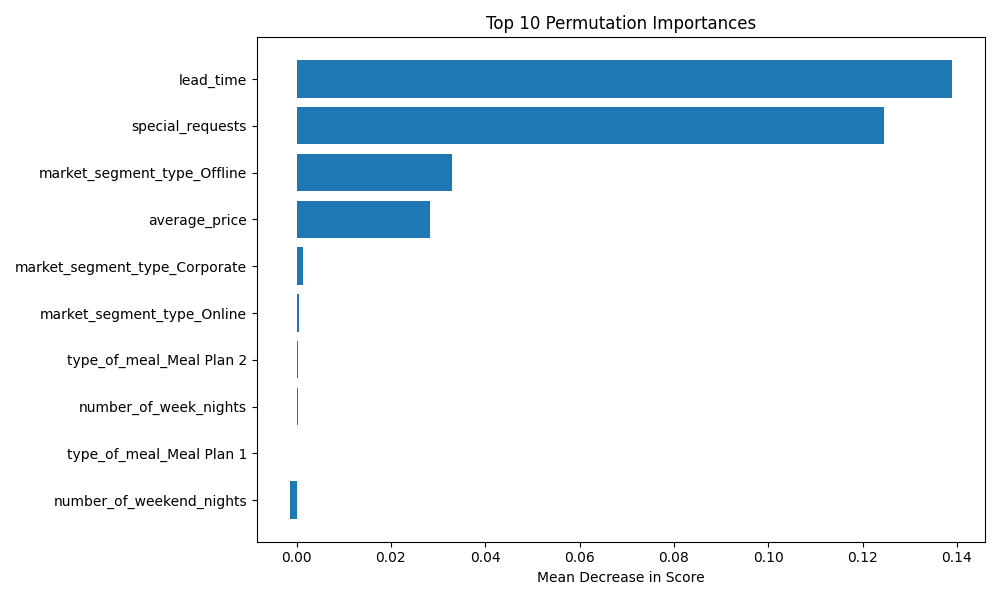 Top 10 Permutation Importances
lead_time
special_requests
market_segment_type_Offline
average_price
market_segment_type_Corporate
market_segment_type_Online
type_of_meal_Meal Plan 2
number_of_week_nights
type_of_meal_Meal Plan 1
number_of_weekend_nights
0.00 0.02 0.04 0.06 0.08 0.10 0.12 0.14
Mean Decrease in Score